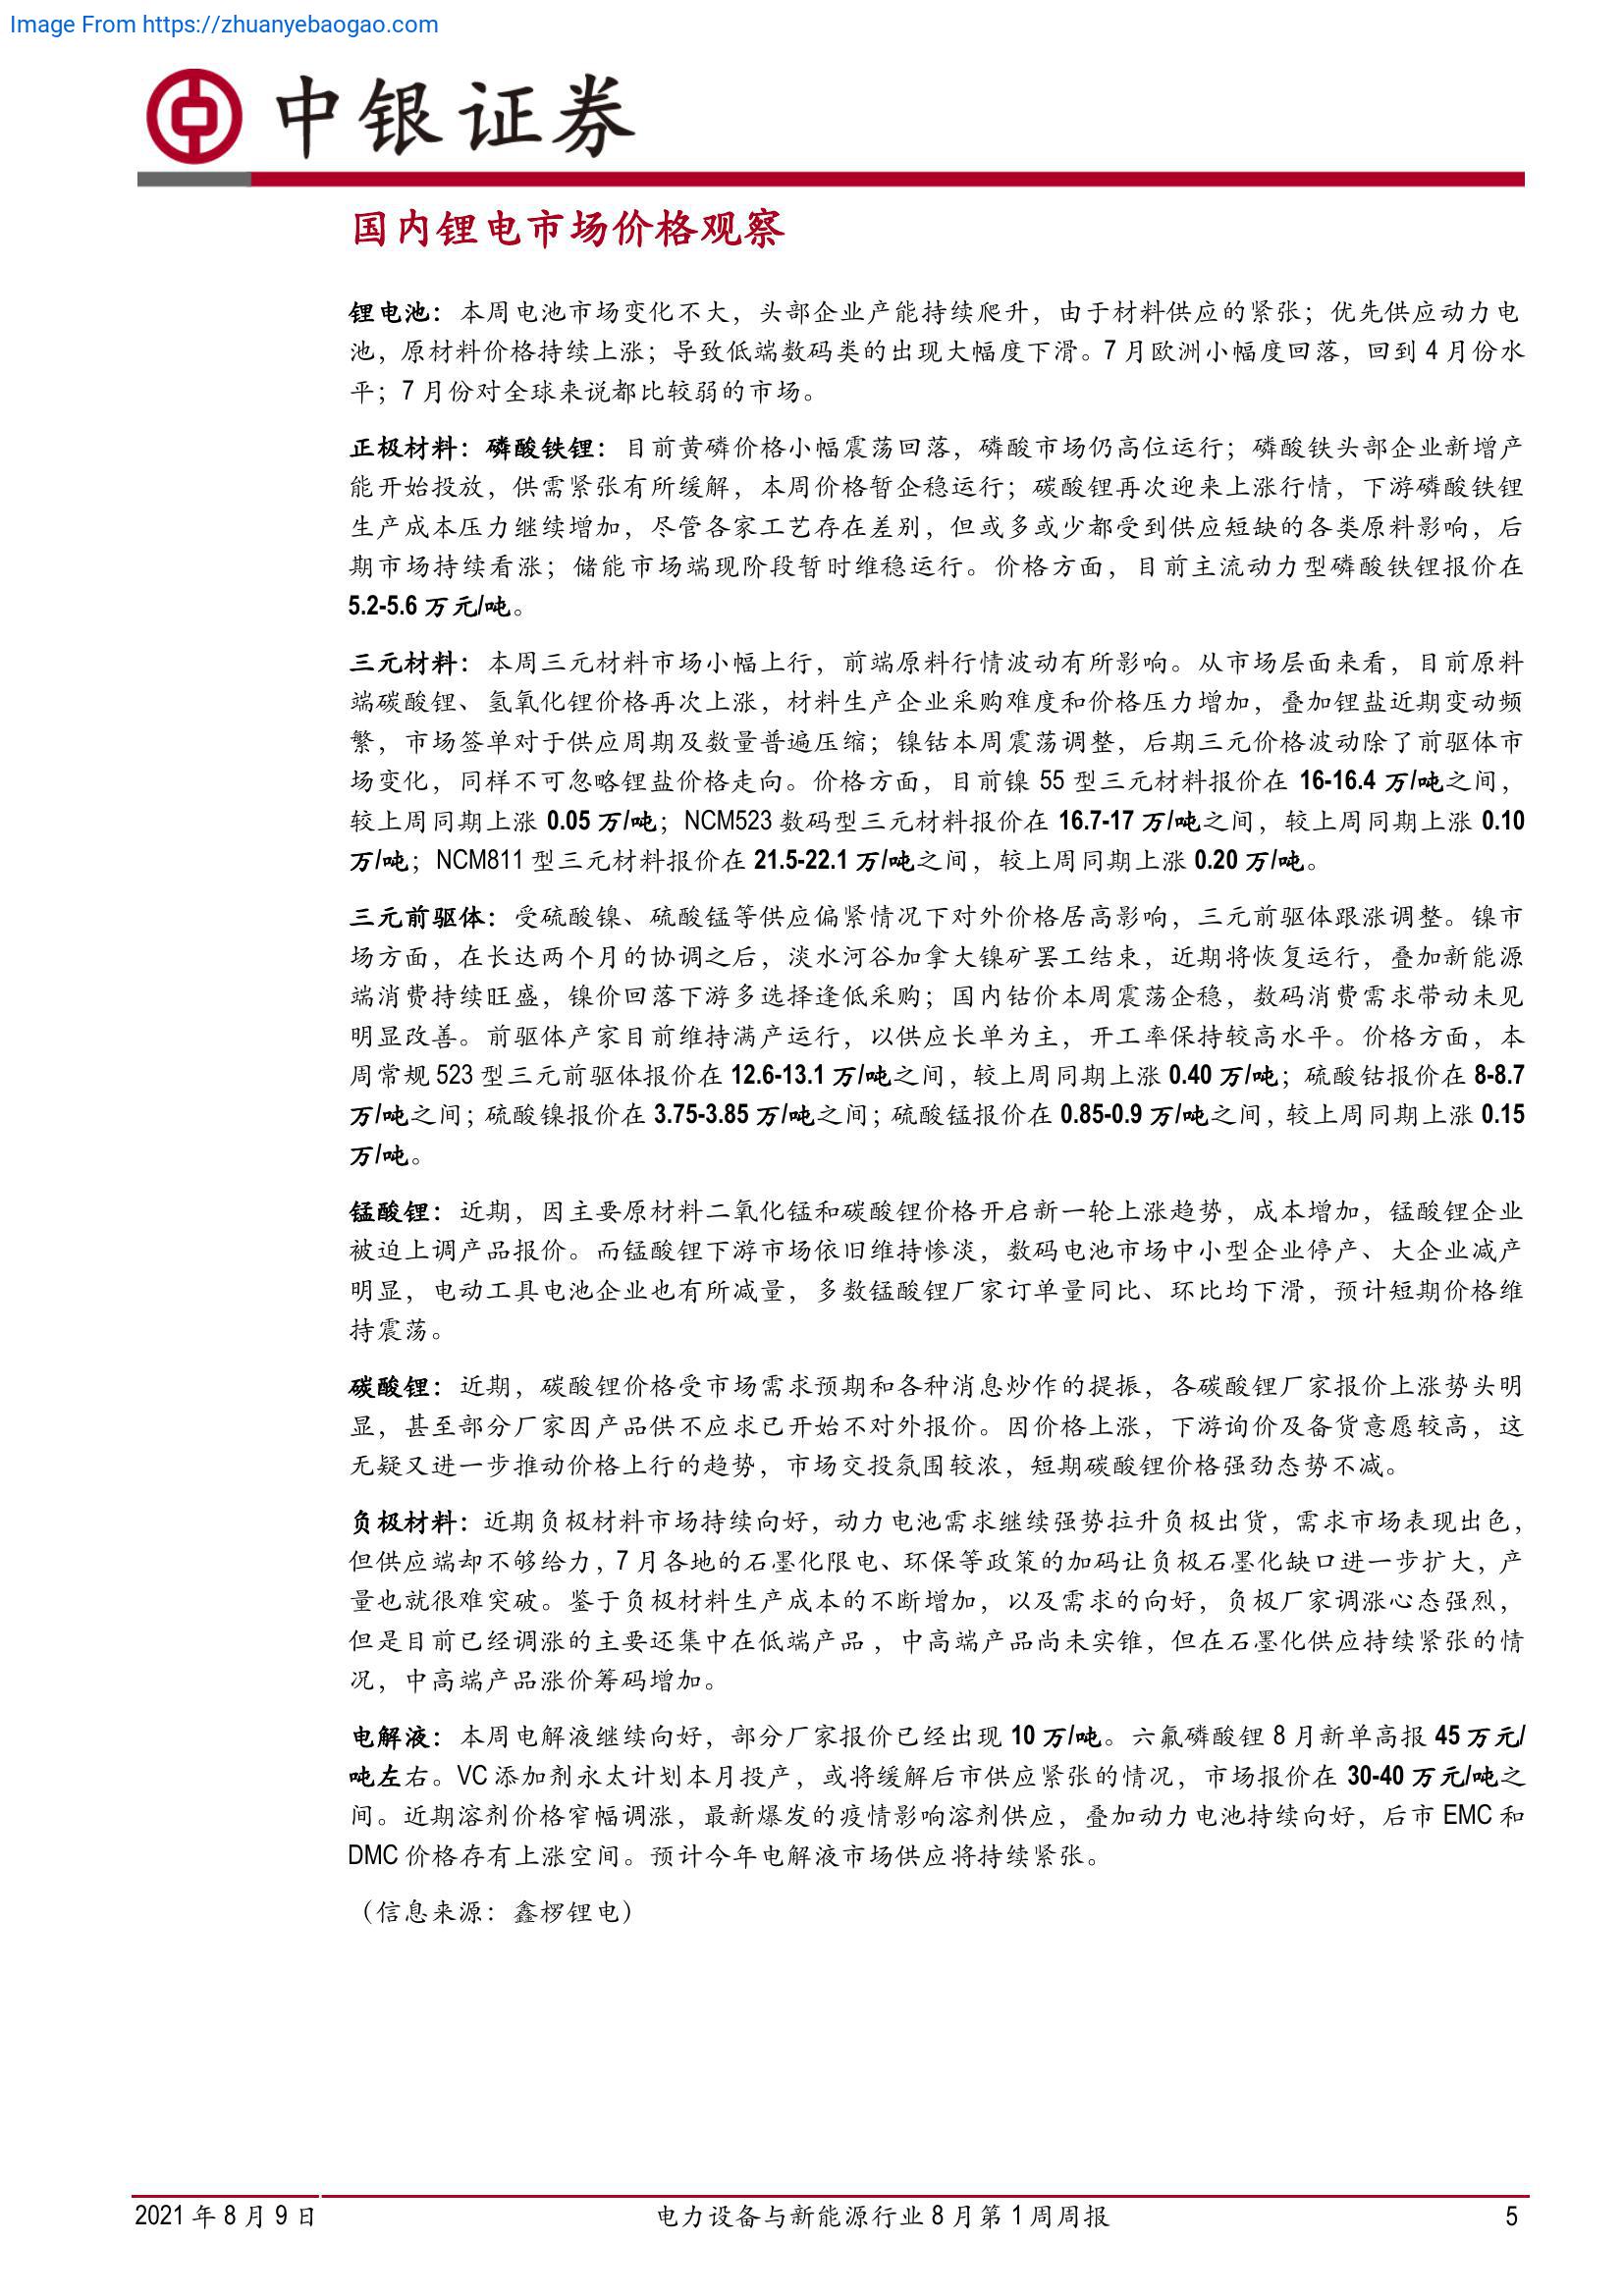 Image From https://zhuanyebaogao.com
中银证券
国内锂电市场价格观察
锂电池：本周电池市场变化不大，头部企业产能持续爬升，由于材料供应的紧张；优先供应动力电
池，原材料价格持续上涨；导致低端数码类的出现大幅度下滑。7 月欧洲小幅度回落，回到 4 月份水
平；7 月份对全球来说都比较弱的市场。
正极材料：磷酸铁锂：目前黄磷价格小幅震荡回落，磷酸市场仍高位运行；磷酸铁头部企业新增产
能开始投放，供需紧张有所缓解，本周价格暂企稳运行；碳酸锂再次迎来上涨行情，下游磷酸铁锂
生产成本压力继续增加，尽管各家工艺存在差别，但或多或少都受到供应短缺的各类原料影响，后
期市场持续看涨；储能市场端现阶段暂时维稳运行。价格方面，目前主流动力型磷酸铁锂报价在
5.2-5.6 万元/吨。
三元材料：本周三元材料市场小幅上行，前端原料行情波动有所影响。从市场层面来看，目前原料
端碳酸锂、氢氧化锂价格再次上涨，材料生产企业采购难度和价格压力增加，叠加锂盐近期变动频
繁，市场签单对于供应周期及数量普遍压缩；镍钴本周震荡调整，后期三元价格波动除了前驱体市
场变化，同样不可忽略锂盐价格走向。价格方面，目前镍 55 型三元材料报价在 16-16.4 万/吨之间，
较上周同期上涨 0.05 万/吨；NCM523 数码型三元材料报价在 16.7-17 万/吨之间，较上周同期上涨 0.10
万/吨；NCM811 型三元材料报价在 21.5-22.1 万/吨之间，较上周同期上涨 0.20 万/吨。
三元前驱体：受硫酸镍、硫酸锰等供应偏紧情况下对外价格居高影响，三元前驱体跟涨调整。镍市
场方面，在长达两个月的协调之后，淡水河谷加拿大镍矿罢工结束，近期将恢复运行，叠加新能源
端消费持续旺盛，镍价回落下游多选择逢低采购；国内钴价本周震荡企稳，数码消费需求带动未见
明显改善。前驱体产家目前维持满产运行，以供应长单为主，开工率保持较高水平。价格方面，本
周常规 523 型三元前驱体报价在 12.6-13.1 万/吨之间，较上周同期上涨 0.40 万/吨；硫酸钴报价在 8-8.7
万/吨之间；硫酸镍报价在 3.75-3.85 万/吨之间；硫酸锰报价在 0.85-0.9 万/吨之间，较上周同期上涨 0.15
万/吨。
锰酸锂：近期，因主要原材料二氧化锰和碳酸锂价格开启新一轮上涨趋势，成本增加，锰酸锂企业
被迫上调产品报价。而锰酸锂下游市场依旧维持惨淡，数码电池市场中小型企业停产、大企业减产
明显，电动工具电池企业也有所减量，多数锰酸锂厂家订单量同比、环比均下滑，预计短期价格维
持震荡。
碳酸锂：近期，碳酸锂价格受市场需求预期和各种消息炒作的提振，各碳酸锂厂家报价上涨势头明
显，甚至部分厂家因产品供不应求已开始不对外报价。因价格上涨，下游询价及备货意愿较高，这
无疑又进一步推动价格上行的趋势，市场交投氛围较浓，短期碳酸锂价格强劲态势不减。
负极材料：近期负极材料市场持续向好，动力电池需求继续强势拉升负极出货，需求市场表现出色，
但供应端却不够给力，7 月各地的石墨化限电、环保等政策的加码让负极石墨化缺口进一步扩大，产
量也就很难突破。鉴于负极材料生产成本的不断增加，以及需求的向好，负极厂家调涨心态强烈，
但是目前已经调涨的主要还集中在低端产品，中高端产品尚未实锥，但在石墨化供应持续紧张的情
况，中高端产品涨价筹码增加。
电解液：本周电解液继续向好，部分厂家报价已经出现 10 万/吨。六氟磷酸锂 8 月新单高报 45 万元/
吨左右。VC 添加剂永太计划本月投产，或将缓解后市供应紧张的情况，市场报价在 30-40 万元/吨之
间。近期溶剂价格窄幅调涨，最新爆发的疫情影响溶剂供应，叠加动力电池持续向好，后市 EMC 和
DMC 价格存有上涨空间。预计今年电解液市场供应将持续紧张。
（信息来源：鑫椤锂电）
2021 年 8 月 9 日
电力设备与新能源行业 8 月第 1 周周报
5